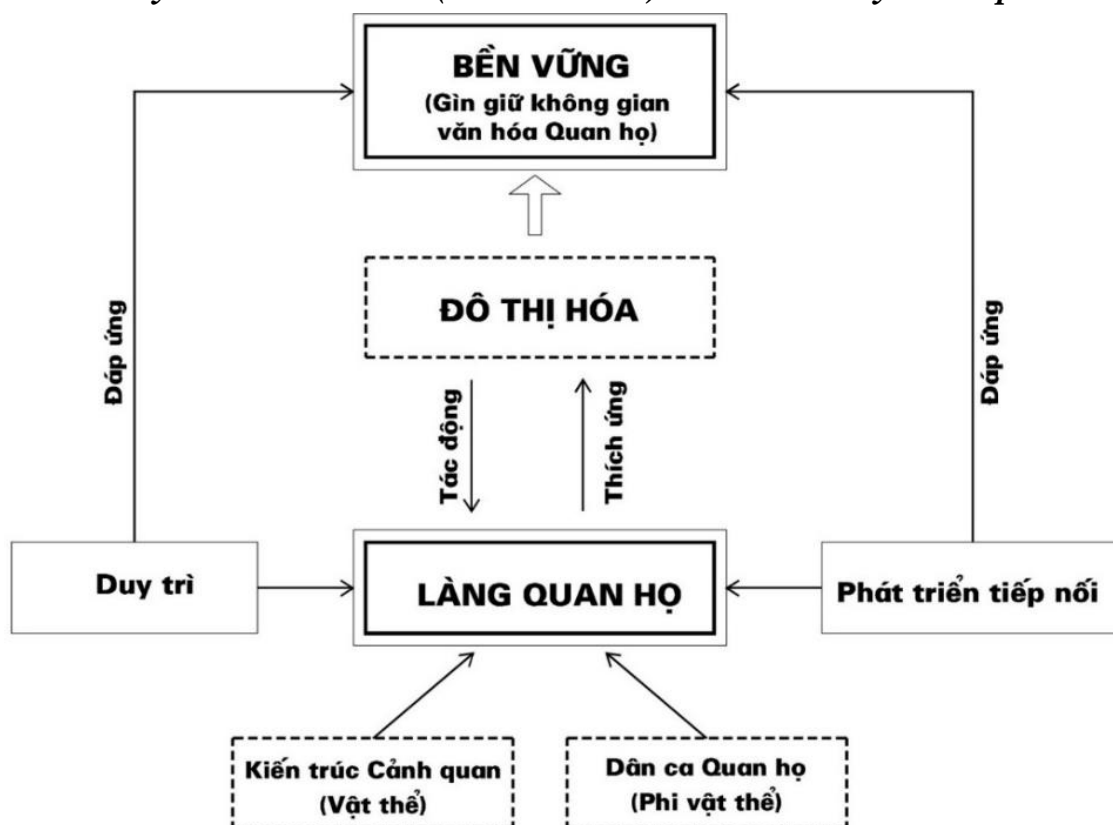 BỀN VỮNG
(Gìn giữ không gian
văn hóa Quan họ)
ĐÔ THỊ HÓA
Đáp ứng
Đáp ứng
Tác động
Thích ứng
Duy trì
LÀNG QUAN HỌ
Phát triển tiếp nối
Kiến trúc Cảnh quan
(Vật thể)
Dân ca Quan họ
(Phi vật thể)